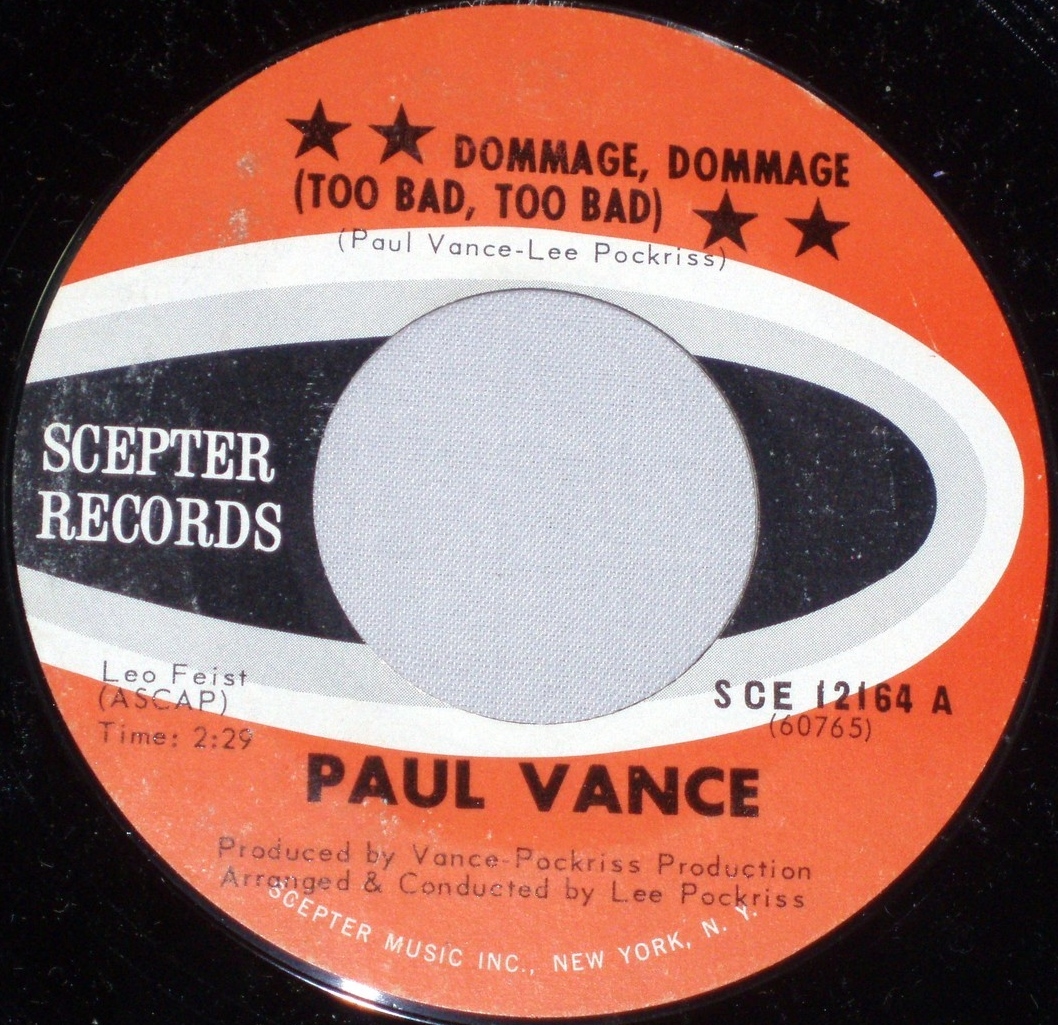 ★ ★ DOMMAGE, DOMMAGE
(TOO BAD, TOO BAD) ★ ★
(Paul Vance-Lee Pockriss)
SCEPTER
RECORDS
Leo Feist
(ASCAP)
Time: 2:29
SCE 12164 A
(60765)
PAUL VANCE
Produced by Vance-Pockriss Production
Arranged & Conducted by Lee Pockriss
SCEPTER MUSIC INC., NEW YORK, N. Y.